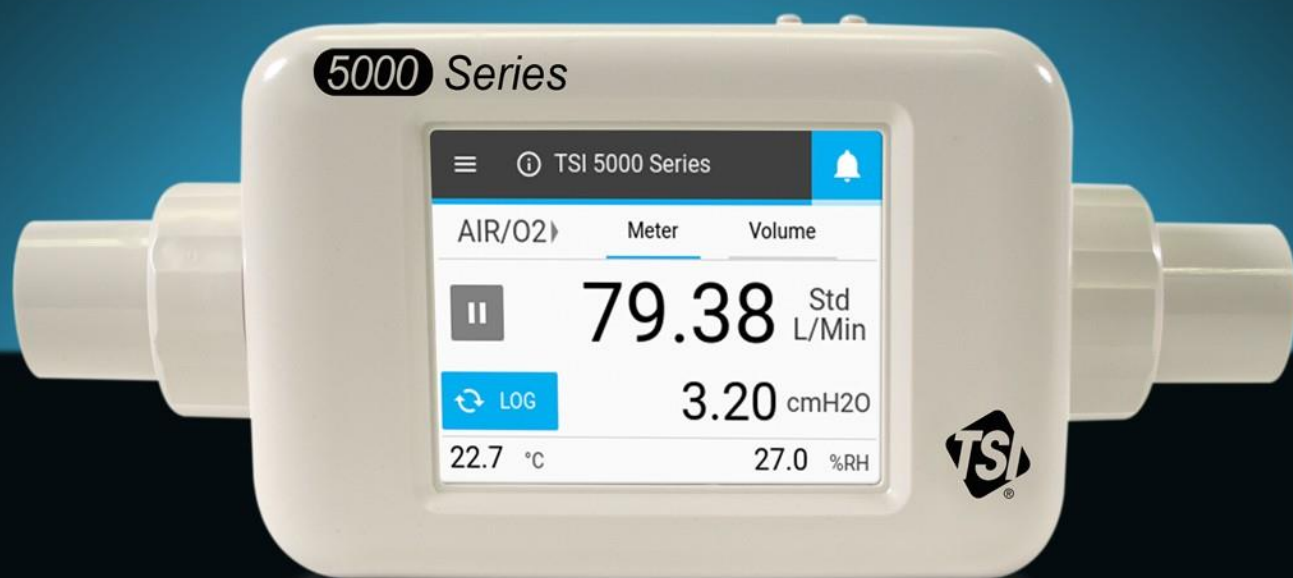 5000 Series
TSI 5000 Series
AIR/O2
Meter
Volume
79.38
Std
L/Min
LOG
3.20 cmH2O
22.7 °C
27.0 %RH
TSI
®